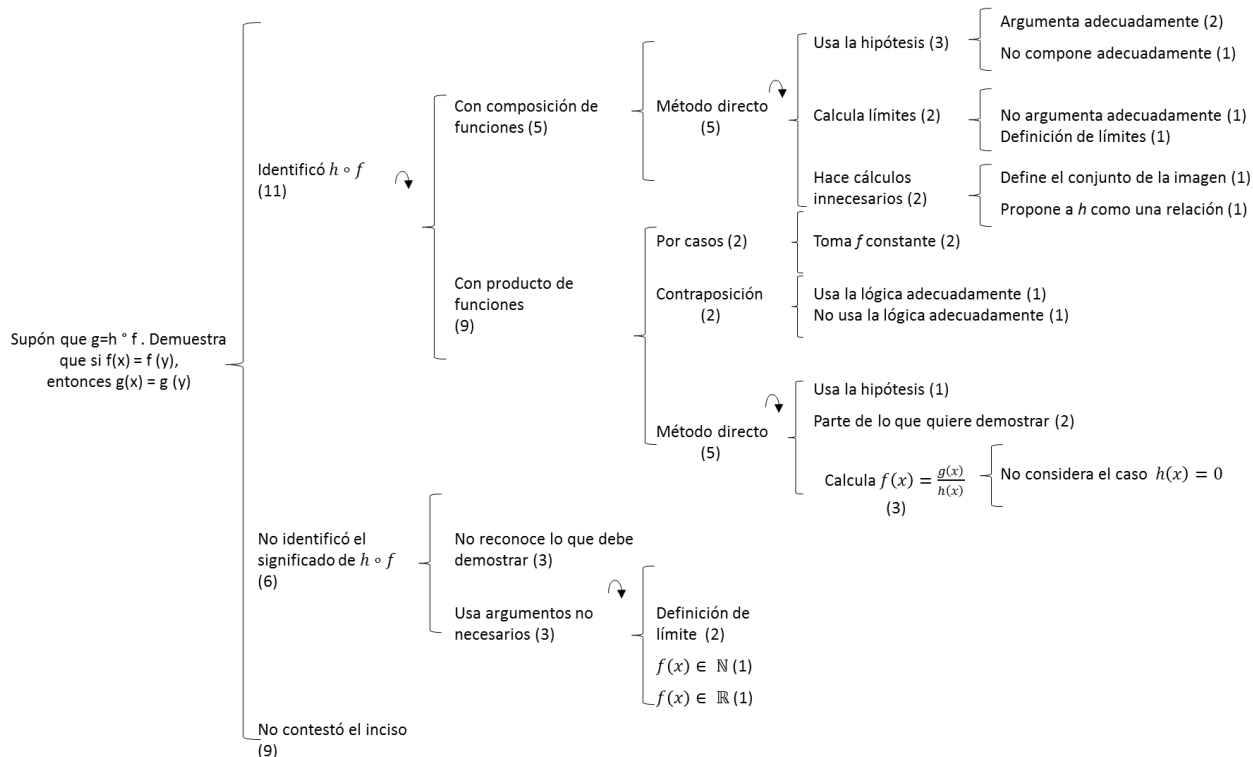 Supón que g=h ° f . Demuestra
que si f(x) = f (y),
entonces g(x) = g (y)
Identificó h ∘ f
(11)
Con composición de
funciones (5)
Método directo
(5)
Usa la hipótesis (3)
Argumenta adecuadamente (2)
No compone adecuadamente (1)
Calcula límites (2)
No argumenta adecuadamente (1)
Definición de límites (1)
Hace cálculos
innecesarios (2)
Define el conjunto de la imagen (1)
Propone a h como una relación (1)
Con producto de
funciones
(9)
Por casos (2)
Toma f constante (2)
Contraposición
(2)
Usa la lógica adecuadamente (1)
No usa la lógica adecuadamente (1)
Método directo
(5)
Usa la hipótesis (1)
Parte de lo que quiere demostrar (2)
Calcula f(x) = g(x)/h(x)
(3)
No considera el caso h(x) = 0
No identificó el
significado de h ∘ f
(6)
No reconoce lo que debe
demostrar (3)
Usa argumentos no
necesarios (3)
Definición de
límite (2)
f(x) ∈ ℕ (1)
f(x) ∈ ℝ (1)
No contestó el inciso
(9)